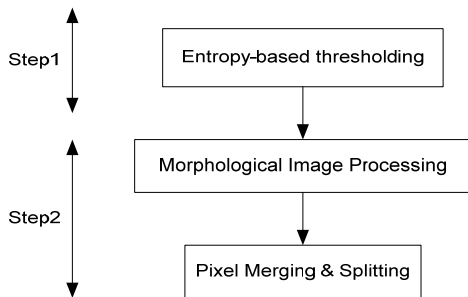 Step1
Entropy-based thresholding
Morphological Image Processing
Step2
Pixel Merging & Splitting